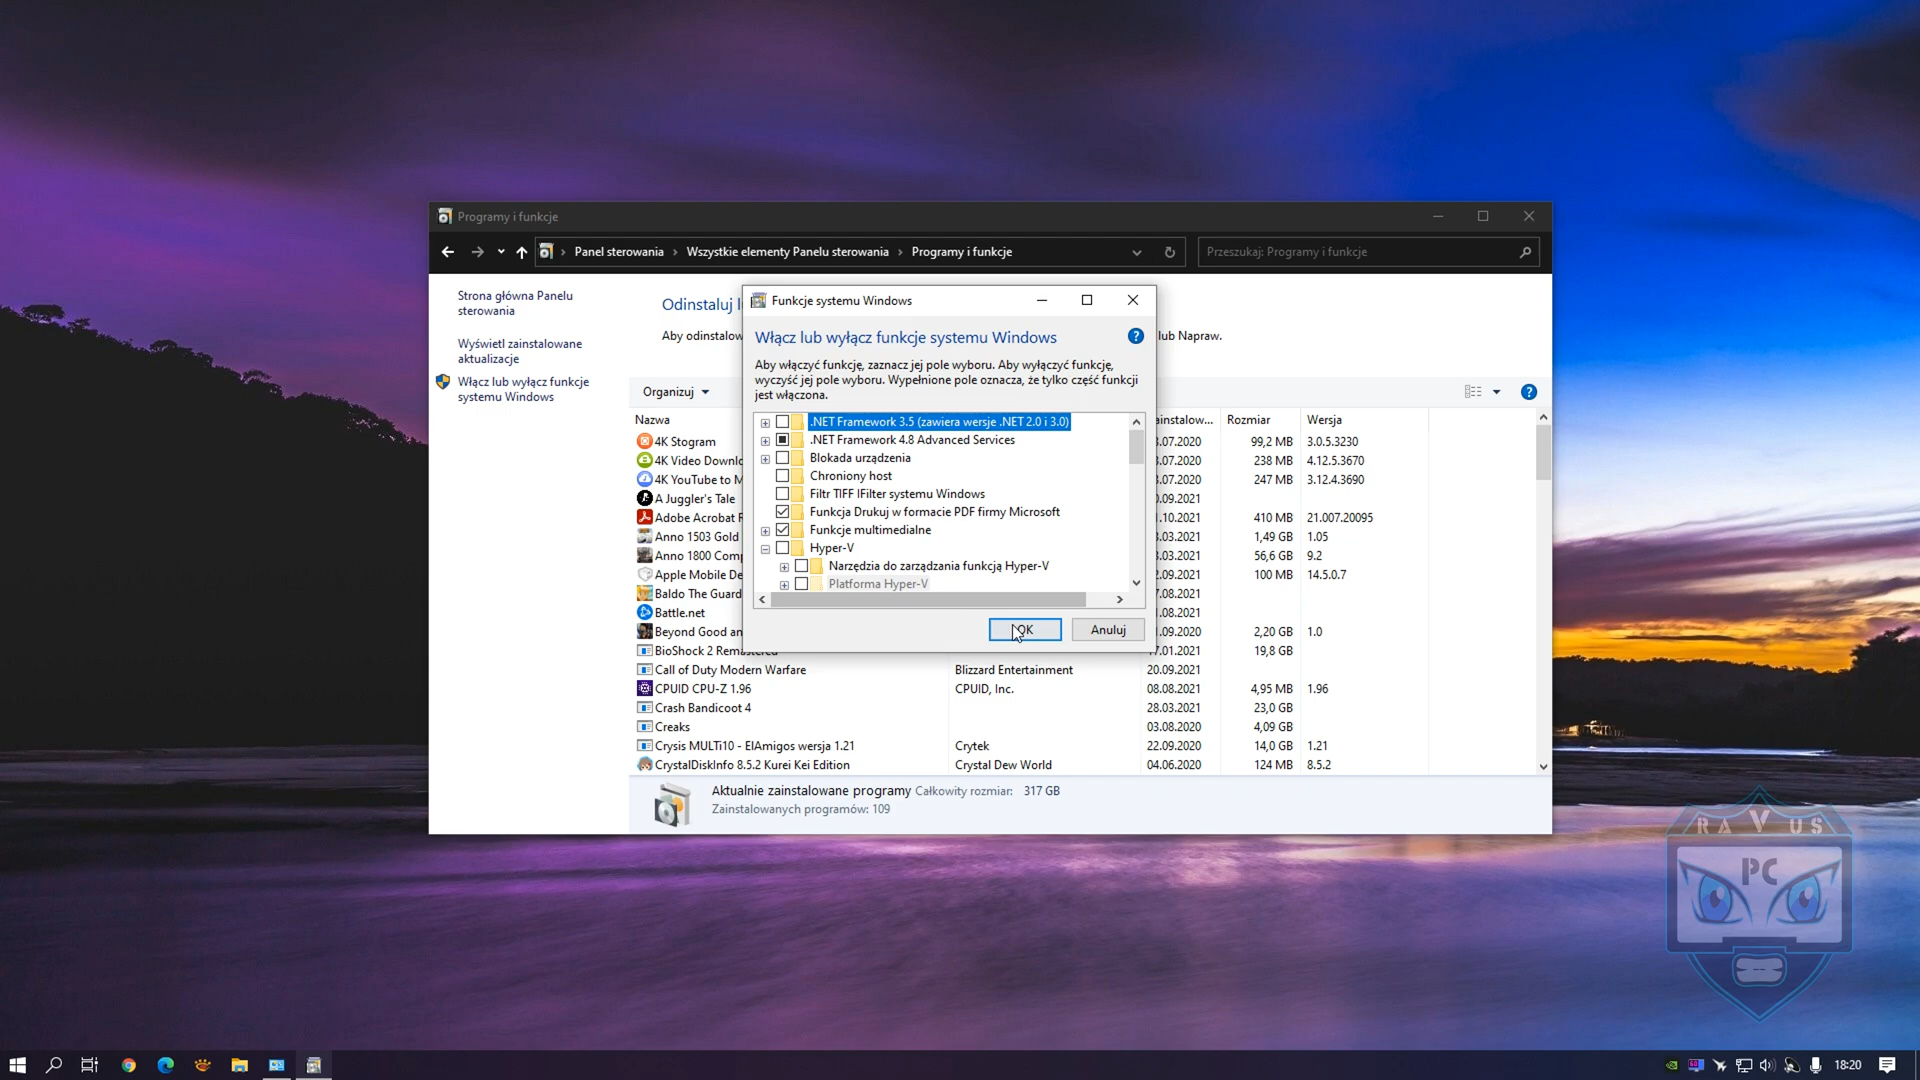 Programy i funkcje
Panel sterowania
Wszystkie elementy Panelu sterowania
Programy i funkcje
Przeszukaj: Programy i funkcje
Strona główna Panelu
sterowania
Wyświetl zainstalowane
aktualizacje
Włącz lub wyłącz funkcje
systemu Windows
Odinstaluj l
Aby odinstalow
lub Napraw.
Organizuj
Funkcje systemu Windows
Włącz lub wyłącz funkcje systemu Windows
Aby włączyć funkcję, zaznacz jej pole wyboru. Aby wyłączyć funkcję,
wyczyść jej pole wyboru. Wypełnione pole oznacza, że tylko część funkcji
jest włączona.
.NET Framework 3.5 (zawiera wersje .NET 2.0 i 3.0)
.NET Framework 4.8 Advanced Services
Blokada urządzenia
Chroniony host
Filtr TIFF IFilter systemu Windows
Funkcja Drukuj w formacie PDF firmy Microsoft
Funkcje multimedialne
Hyper-V
Narzędzia do zarządzania funkcją Hyper-V
Platforma Hyper-V
OK
Anuluj
Nazwa
ainstalow...
Rozmiar
Wersja
4K Stogram
3.07.2020
99,2 MB
3.0.5.3230
4K Video Downlo
3.07.2020
238 MB
4.12.5.3670
4K YouTube to M
3.07.2020
247 MB
3.12.4.3690
A Juggler's Tale
0.09.2021
Adobe Acrobat R
1.10.2021
410 MB
21.007.20095
Anno 1503 Gold
3.03.2021
1,49 GB
1.05
Anno 1800 Comp
3.03.2021
56,6 GB
9.2
Apple Mobile De
2.09.2021
100 MB
14.5.0.7
Baldo The Guard
7.08.2021
Battle.net
1.08.2021
Beyond Good an
1.09.2020
2,20 GB
1.0
BioShock 2 Remastered
17.01.2021
19,8 GB
Call of Duty Modern Warfare
Blizzard Entertainment
20.09.2021
CPUID CPU-Z 1.96
CPUID, Inc.
08.08.2021
4,95 MB
1.96
Crash Bandicoot 4
28.03.2021
23,0 GB
Creaks
03.08.2020
4,09 GB
Crysis MULTi10 - ElAmigos wersja 1.21
Crytek
22.09.2020
14,0 GB
1.21
CrystalDiskInfo 8.5.2 Kurei Kei Edition
Crystal Dew World
04.06.2020
124 MB
8.5.2
Aktualnie zainstalowane programy Całkowity rozmiar: 317 GB
Zainstalowanych programów: 109
RAVUS
PC
18:20